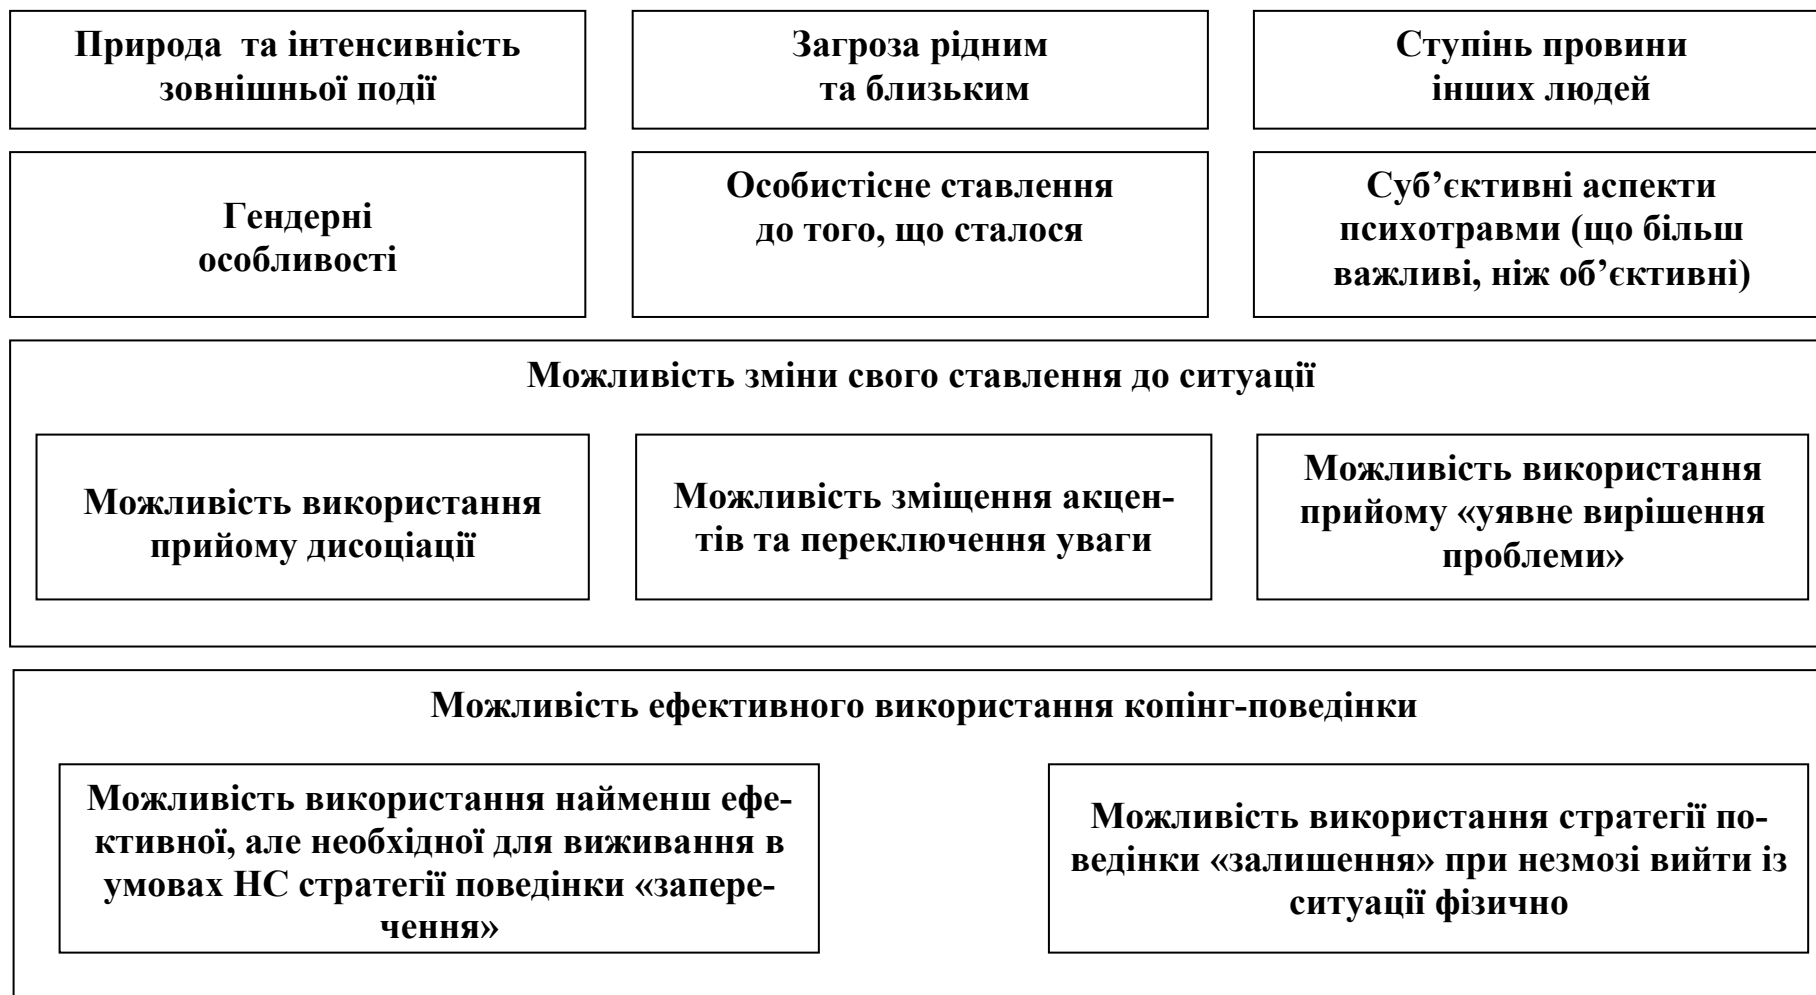 Природа та інтенсивність
зовнішньої події
Загроза рідним
та близьким
Ступінь провини
інших людей
Гендерні
особливості
Особистісне ставлення
до того, що сталося
Суб’єктивні аспекти
психотравми (що більш
важливі, ніж об’єктивні)
Можливість зміни свого ставлення до ситуації
Можливість використання
прийому дисоціації
Можливість зміщення акцен-
тів та переключення уваги
Можливість використання
прийому «уявне вирішення
проблеми»
Можливість ефективного використання копінг-поведінки
Можливість використання найменш ефе-
ктивної, але необхідної для виживання в
умовах НС стратегії поведінки «запере-
чення»
Можливість використання стратегії по-
ведінки «залишення» при незмозі вийти із
ситуації фізично